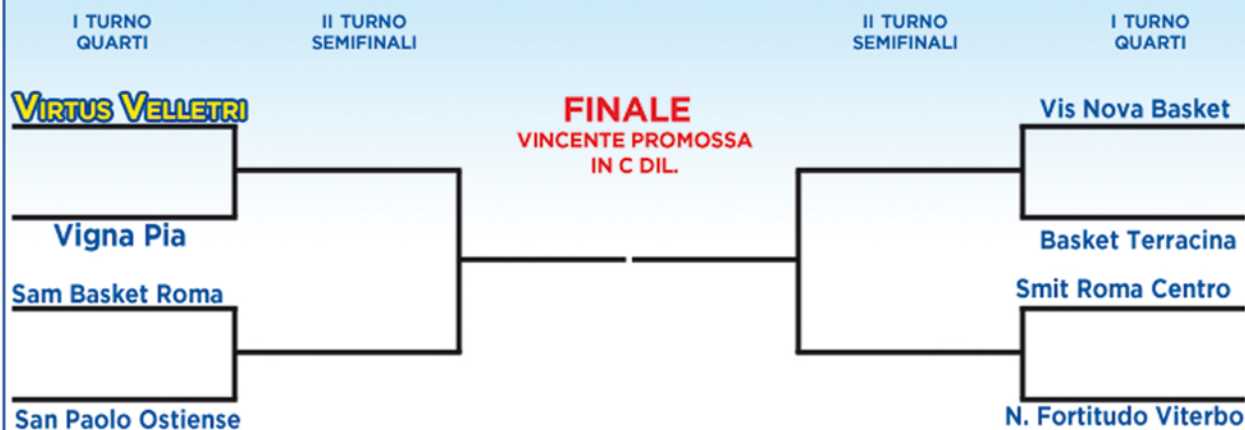 I TURNO
QUARTI
II TURNO
SEMIFINALI
II TURNO
SEMIFINALI
I TURNO
QUARTI
VIRTUS VELLETRI
FINALE
VINCENTE PROMOSSA
IN C DIL.
Vis Nova Basket
Vigna Pia
Basket Terracina
Sam Basket Roma
Smit Roma Centro
San Paolo Ostiense
N. Fortitudo Viterbo